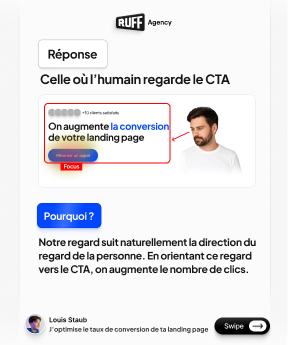 RUFF Agency
Réponse
Celle où l'humain regarde le CTA
+10 clients satisfaits
On augmente la conversion
de votre landing page
Focus
Pourquoi ?
Notre regard suit naturellement la direction du
regard de la personne. En orientant ce regard
vers le CTA, on augmente le nombre de clics.
Louis Staub
J'optimise le taux de conversion de ta landing page
Swipe